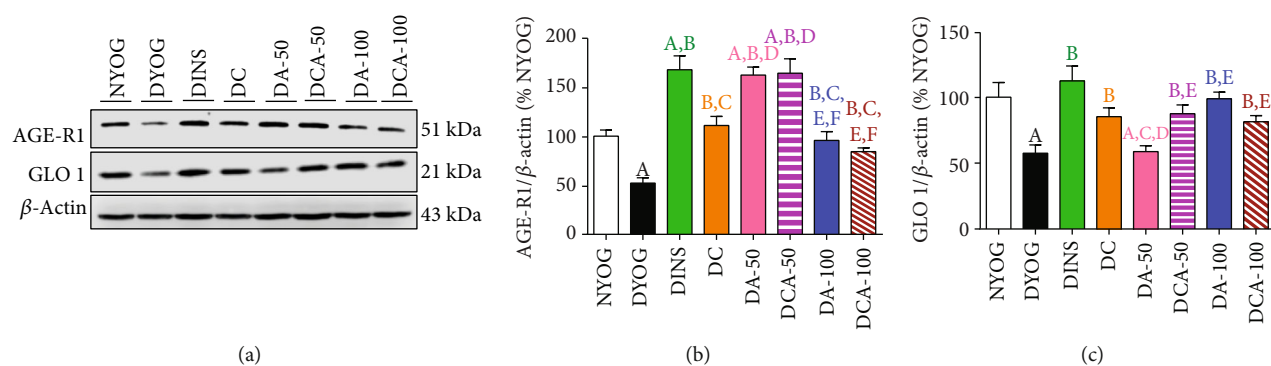 NYOG DYOG DINS DC DA-50 DCA-50 DA-100 DCA-100
AGE-R1 51 kDa
GLO 1 21 kDa
β-Actin 43 kDa
(a)
AGE-R1/β-actin (% NYOG)
200
150
100
50
0
A
A,B
B,C
A,B,D
A,B,D
B,C,
E,F
B,C,
E,F
NYOG DYOG DINS DC DA-50 DCA-50 DA-100 DCA-100
(b)
GLO 1/β-actin (% NYOG)
150
100
50
0
A
B
B
A,C,D
B,E
B,E
B,E
NYOG DYOG DINS DC DA-50 DCA-50 DA-100 DCA-100
(c)